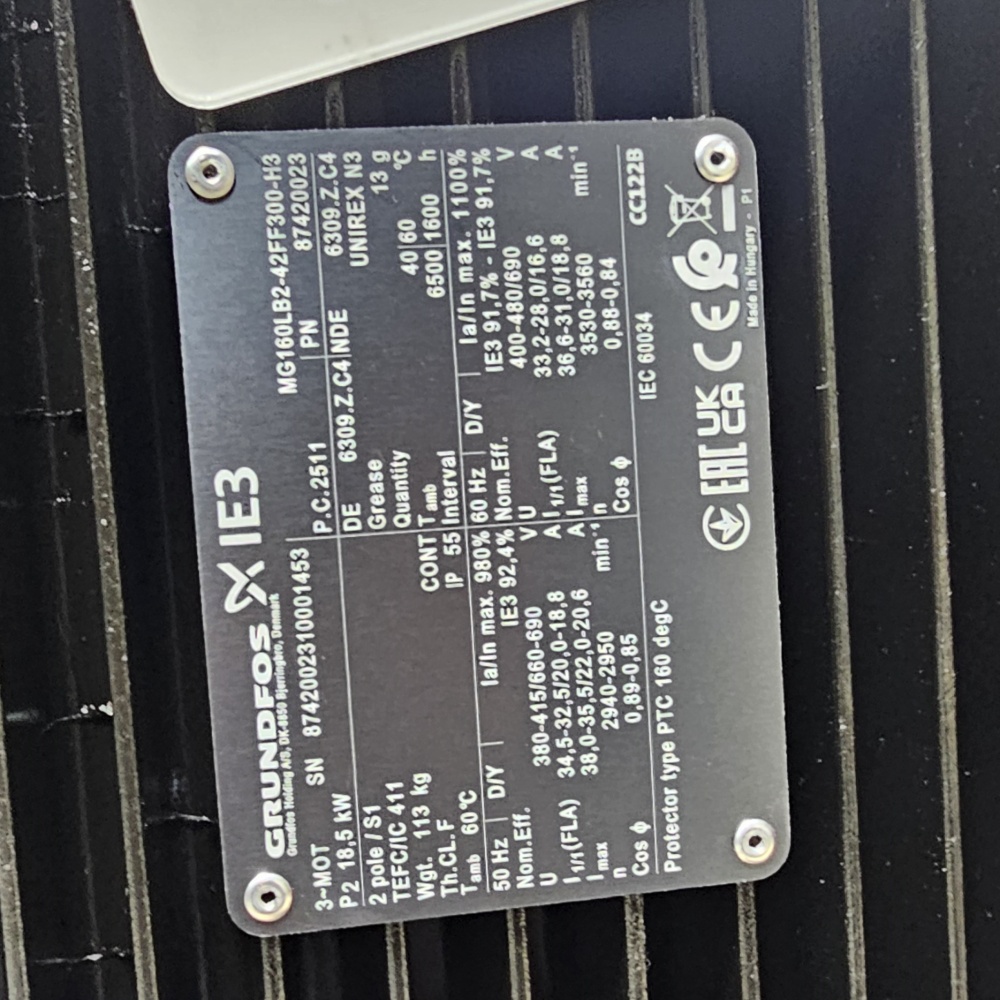 GRUNDFOS IE3
Grundfos Holding A/S, DK-8850 Bjerringbro, Denmark
MG160LB2-42FF300-H3
3~MOT SN 87420023100​01453 P.C.2511 PN 87420023
P2 18,5 kW DE 6309.Z.C4 NDE 6309.Z.C4
2 pole / S1 Grease UNIREX N3
TEFC/IC 411 Quantity 13 g
Wgt. 113 kg CONT Tamb 40 60 °C
Th.CL.F IP 55 Interval 6500 1600 h
Tamb 60°C
50 Hz D/Y Ia/In max. 980% 60 Hz D/Y Ia/In max. 1100%
Nom.Eff. IE3 92,4% Nom.Eff. IE3 91,7% - IE3 91,7%
U 380-415/660-690 V U 400-480/690 V
I1/1(FLA) 34,5-32,5/20,0-18,8 A I1/1(FLA) 33,2-28,0/16,6 A
Imax 38,0-35,5/22,0-20,6 A Imax 36,6-31,0/18,8 A
n 2940-2950 min⁻¹ n 3530-3560 min⁻¹
Cos ϕ 0,89-0,85 Cos ϕ 0,88-0,84
Protector type PTC 160 degC IEC 60034 CC122B
EAC UK CA CE
Made in Hungary - P1